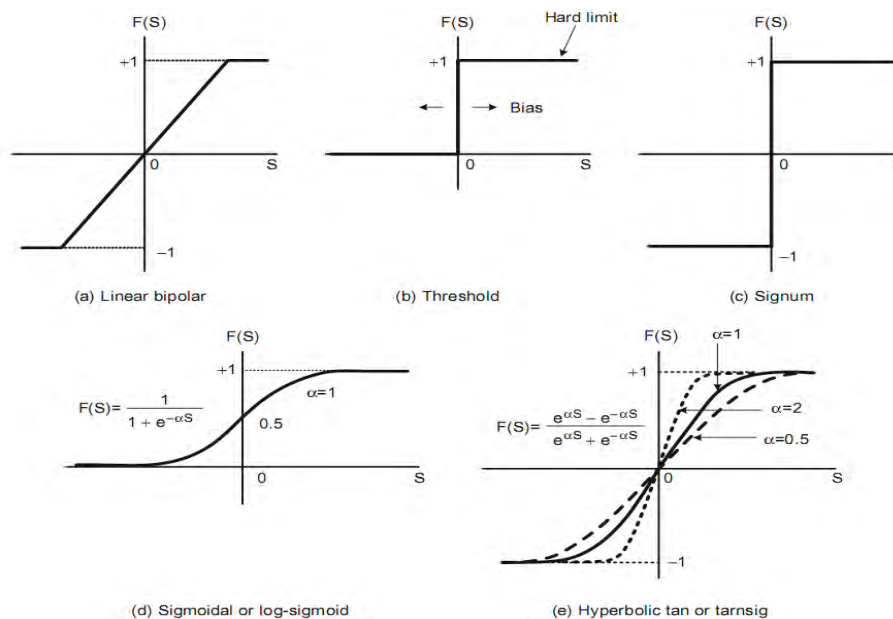 F(S)
+1
0
S
−1
(a) Linear bipolar
F(S)
Hard limit
+1
Bias
0
S
(b) Threshold
F(S)
+1
0
−1
(c) Signum
F(S)
+1
α=1
F(S)= 1 / 1 + e^−αS
0.5
0
S
(d) Sigmoidal or log-sigmoid
F(S)
α=1
+1
α=2
F(S)= e^αS − e^−αS / e^αS + e^−αS
α=0.5
0
S
−1
(e) Hyperbolic tan or tarnsig